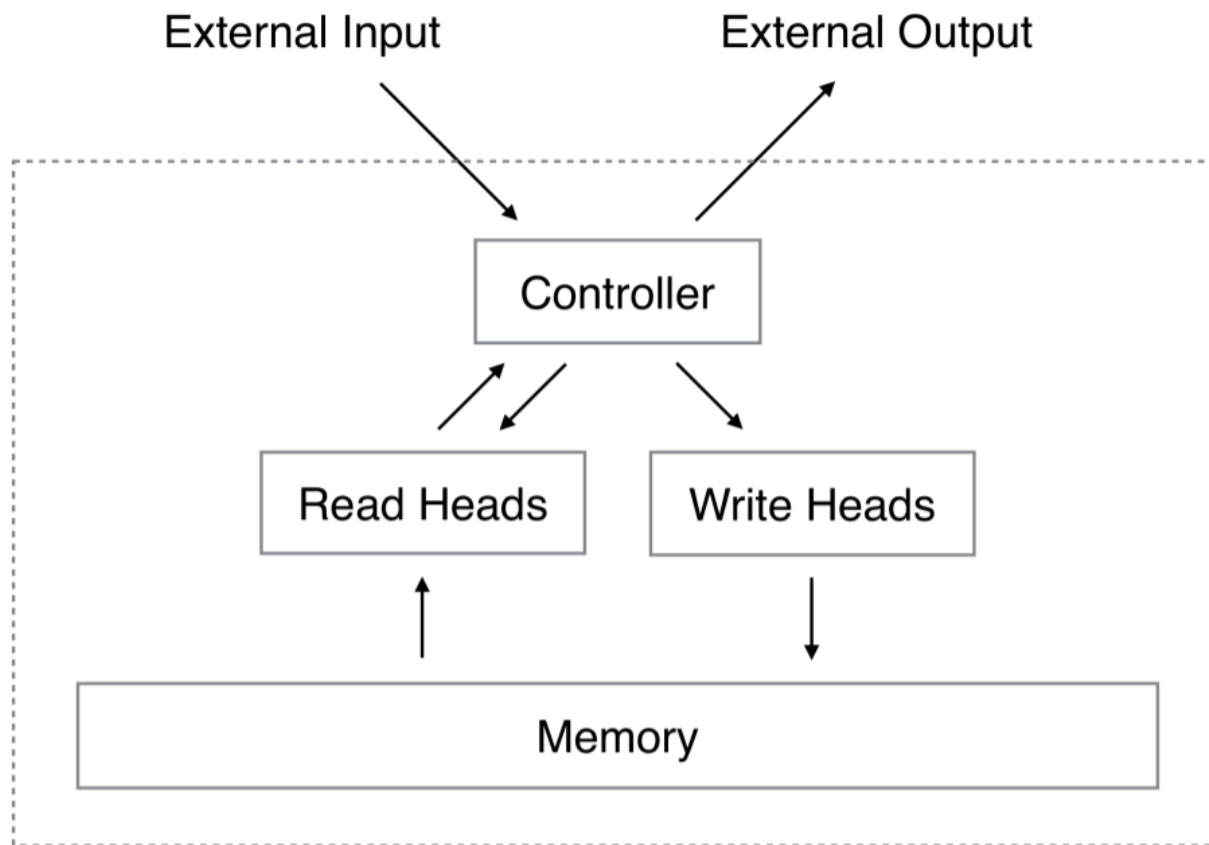 External Input
External Output
Controller
Read Heads
Write Heads
Memory